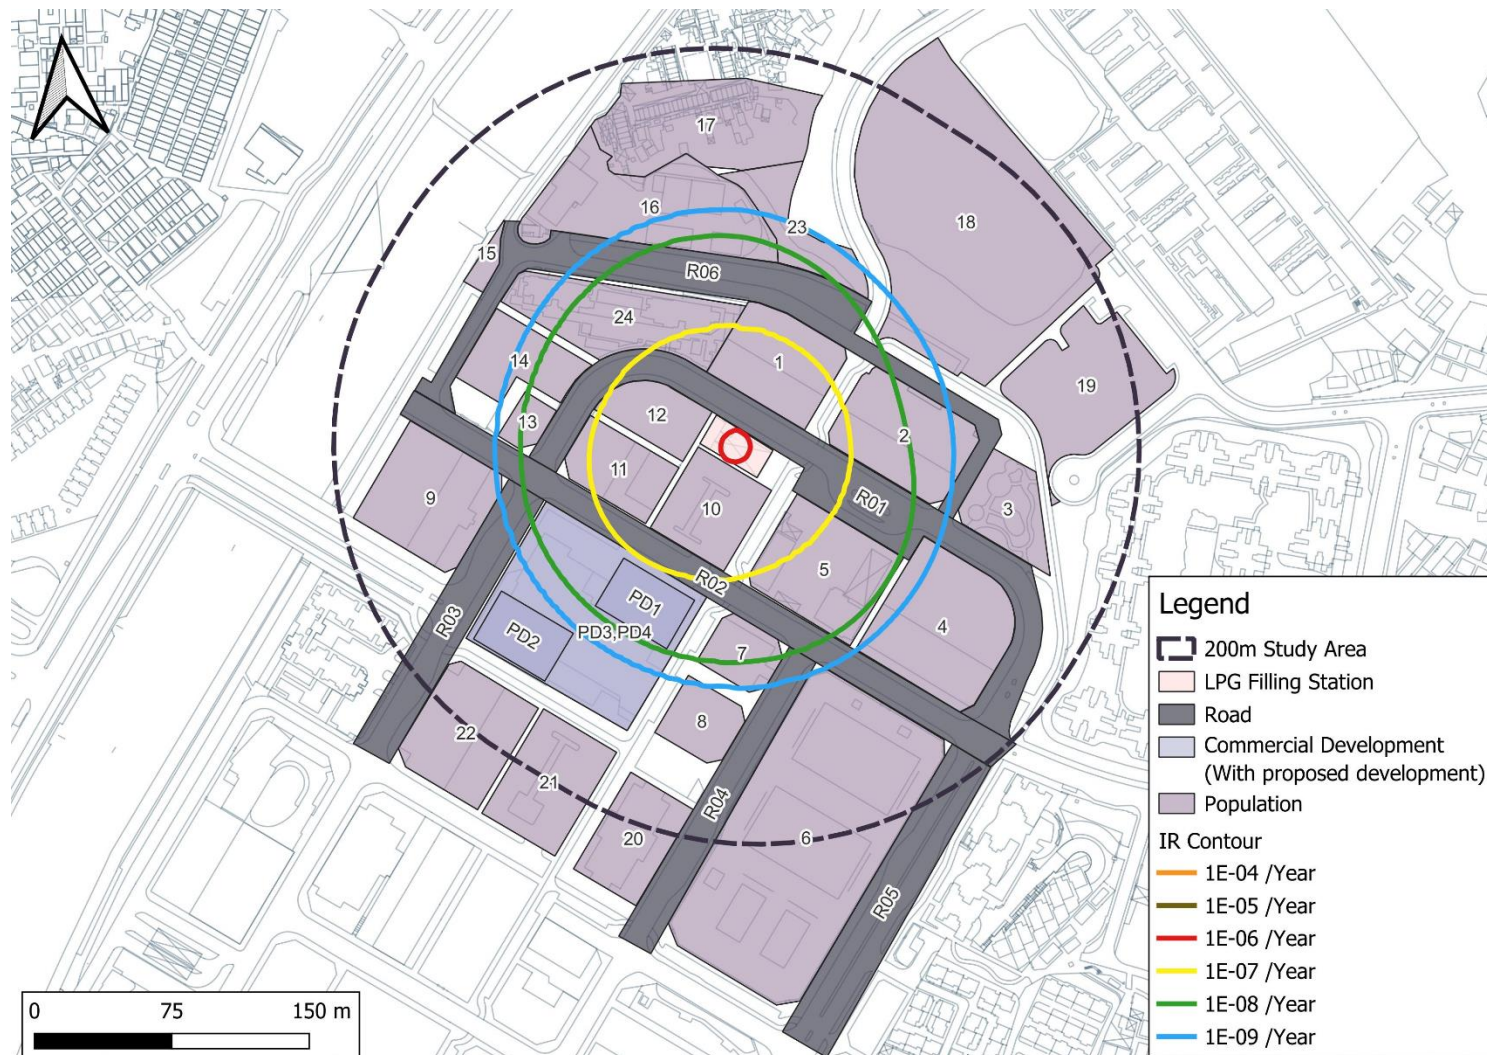 17
16
23
18
15
R06
24
1
19
14
12
13
2
11
9
10
R01
3
5
R02
PD1
R03
PD2
PD3,PD4
4
7
8
22
21
R04
20
6
R05
Legend
200m Study Area
LPG Filling Station
Road
Commercial Development
(With proposed development)
Population
IR Contour
1E-04 /Year
1E-05 /Year
1E-06 /Year
1E-07 /Year
1E-08 /Year
1E-09 /Year
0 75 150 m